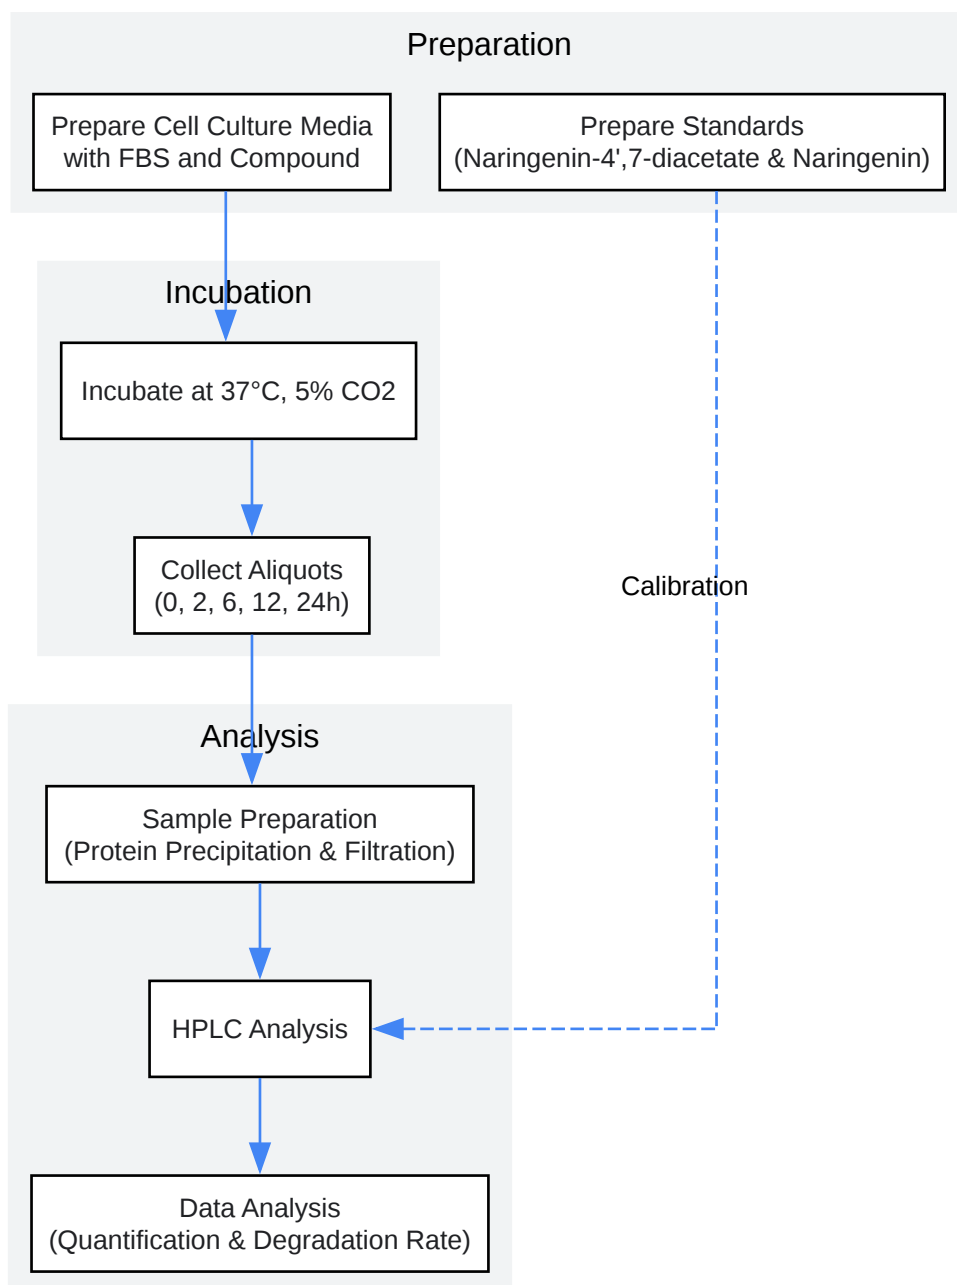 Preparation
Prepare Cell Culture Media
with FBS and Compound
Prepare Standards
(Naringenin-4',7-diacetate & Naringenin)
Incubation
Incubate at 37°C, 5% CO2
Collect Aliquots
(0, 2, 6, 12, 24h)
Calibration
Analysis
Sample Preparation
(Protein Precipitation & Filtration)
HPLC Analysis
Data Analysis
(Quantification & Degradation Rate)